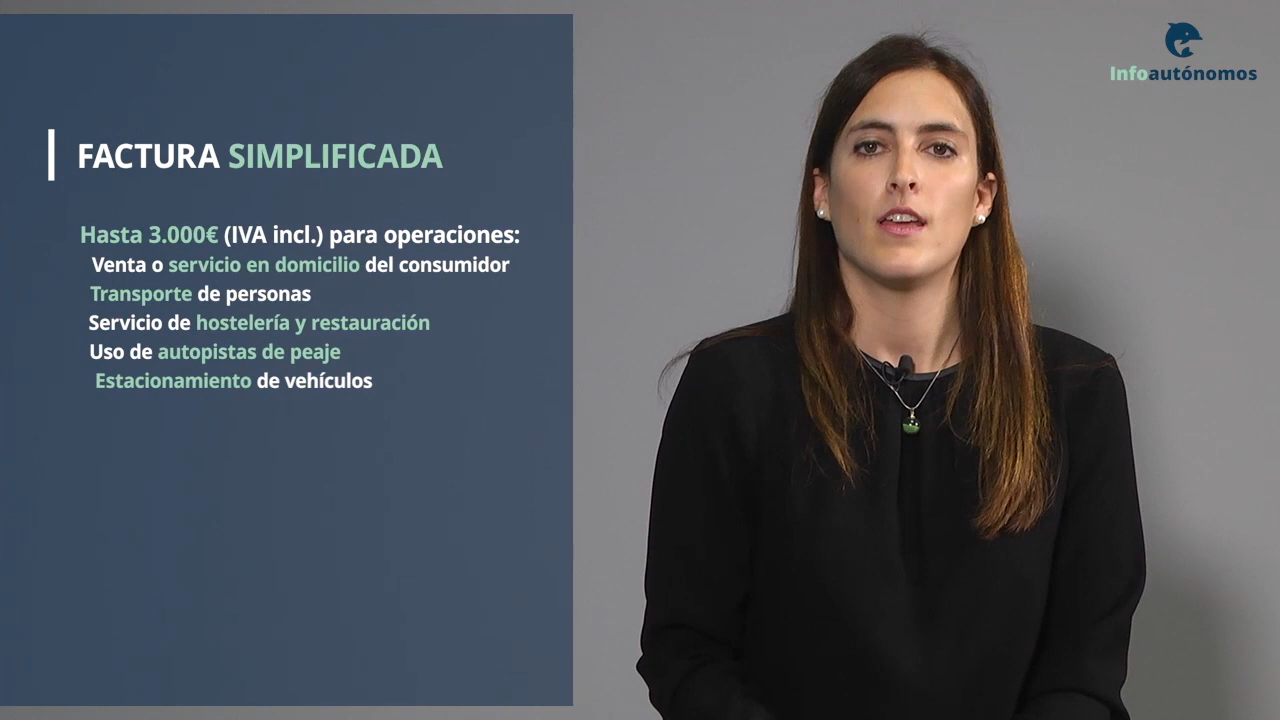 Infoautónomos
FACTURA SIMPLIFICADA
Hasta 3.000€ (IVA incl.) para operaciones:
Venta o servicio en domicilio del consumidor
Transporte de personas
Servicio de hostelería y restauración
Uso de autopistas de peaje
Estacionamiento de vehículos